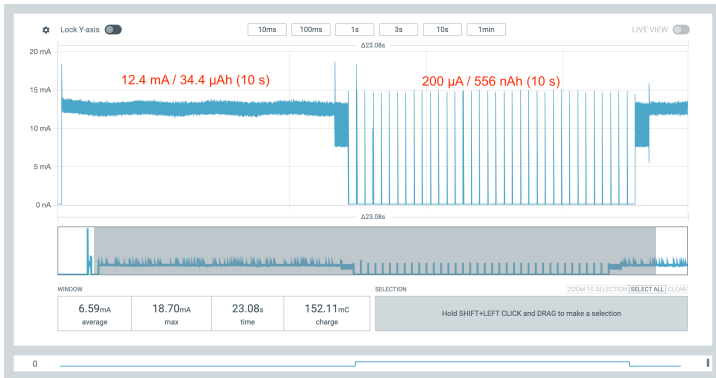 Lock Y-axis 10ms 100ms 1s 3s 10s 1min LIVE VIEW
Δ23.08s
20 mA
12.4 mA / 34.4 µAh (10 s) 200 µA / 556 nAh (10 s)
15 mA
10 mA
5 mA
0 nA
Δ23.08s
WINDOW SELECTION ZOOM TO SELECTION SELECT ALL CLEAR
6.59mA 18.70mA 23.08s 152.11mC
average max time charge
Hold SHIFT+LEFT CLICK and DRAG to make a selection
0